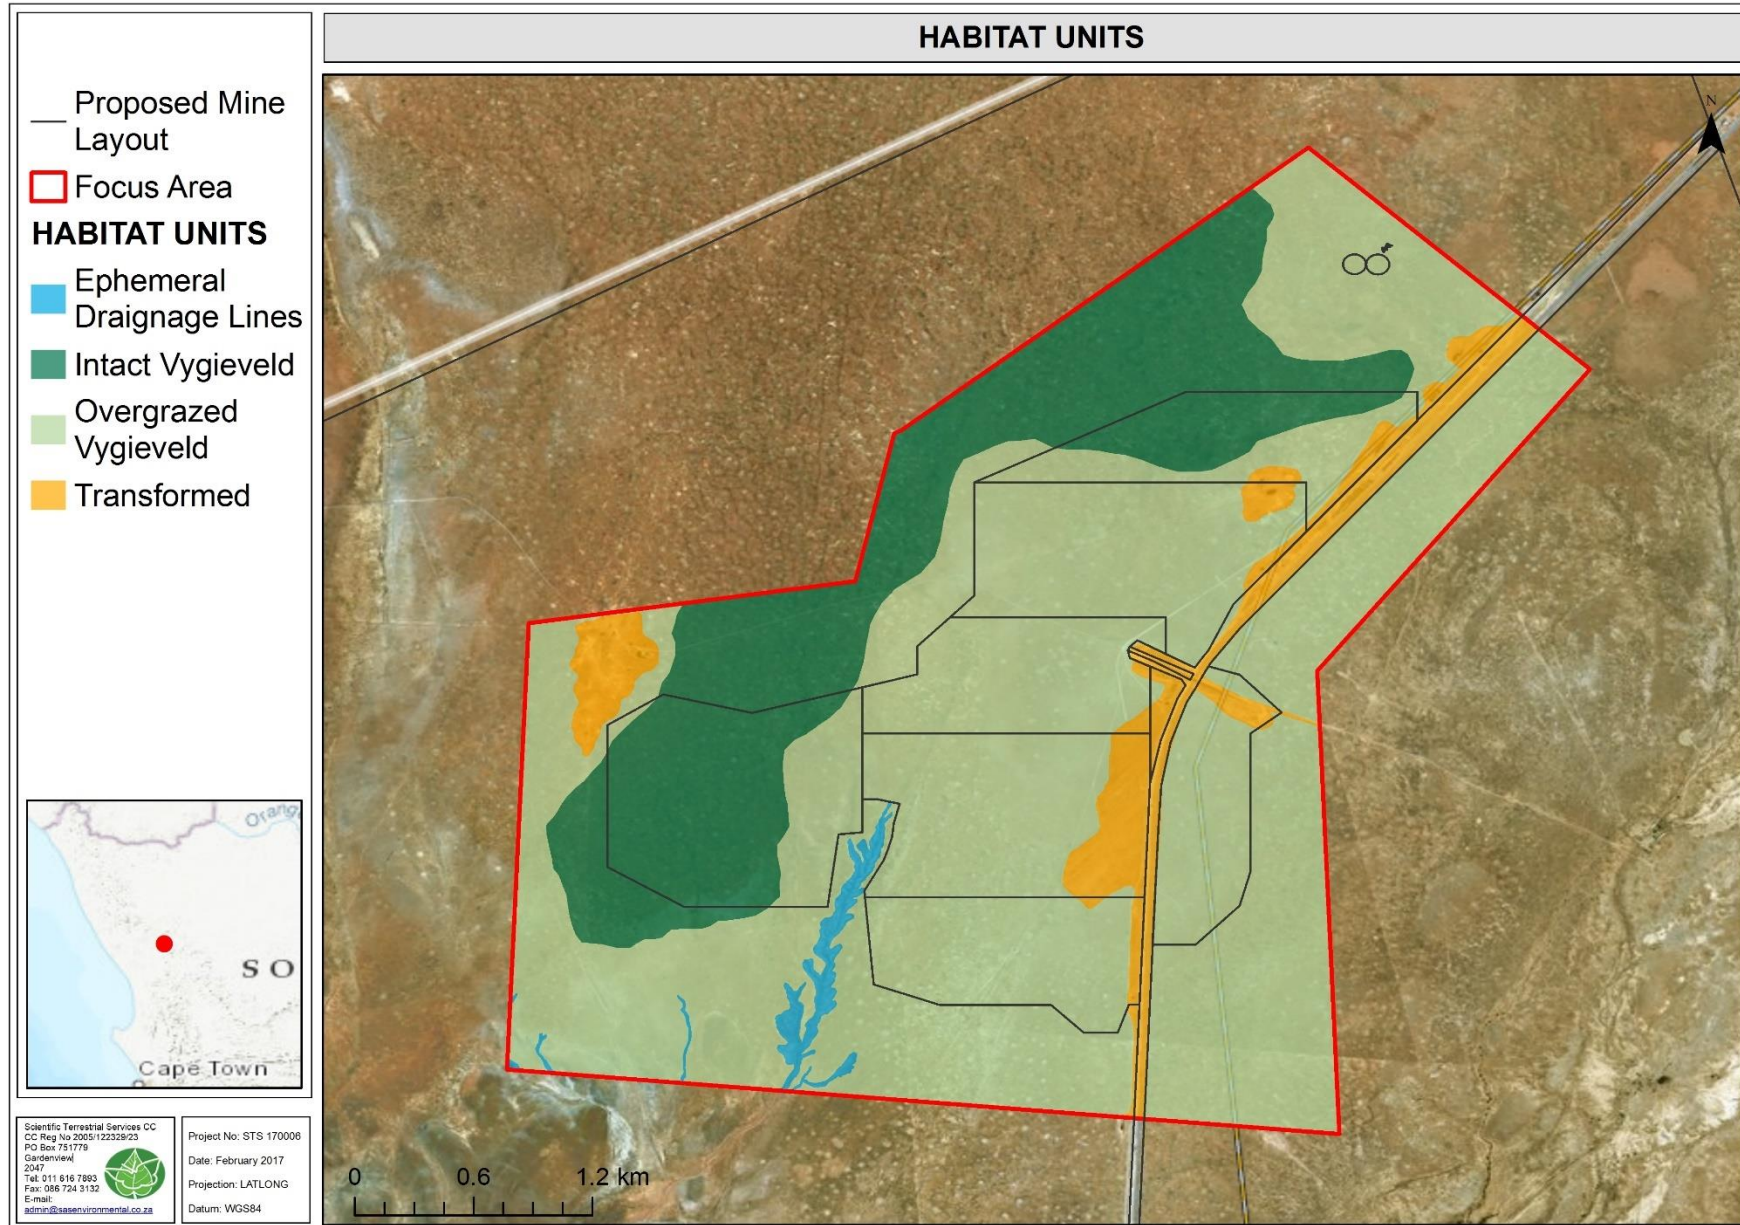 HABITAT UNITS
Proposed Mine
Layout
Focus Area
HABITAT UNITS
Ephemeral
Draignage Lines
Intact Vygieveld
Overgrazed
Vygieveld
Transformed
N
Orang
S O
Cape Town
Scientific Terrestrial Services CC
CC Reg No 2005/122329/23
PO Box 751779
Gardenview
2047
Tel: 011 616 7893
Fax: 086 724 3132
E-mail:
admin@sasenvironmental.co.za
Project No: STS 170006
Date: February 2017
Projection: LATLONG
Datum: WGS84
0 0.6 1.2 km